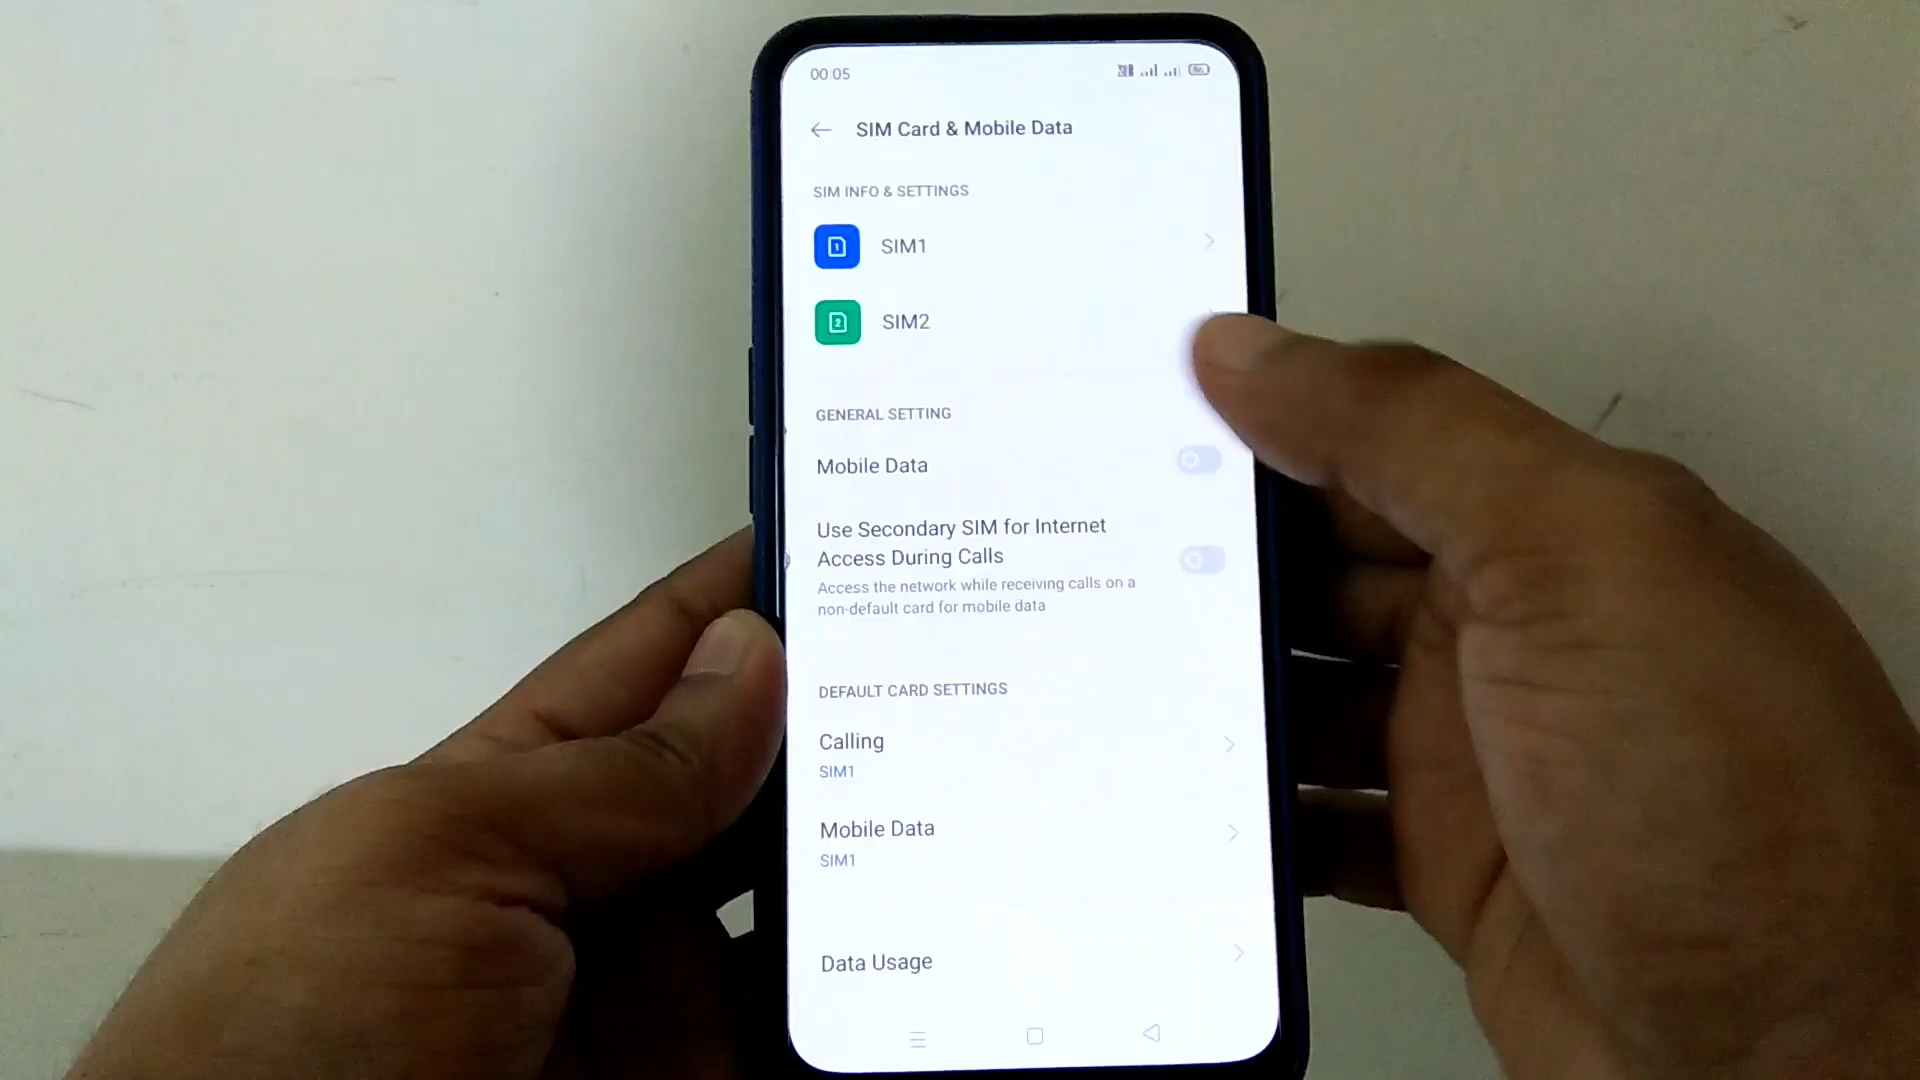 00:05
SIM Card & Mobile Data
SIM INFO & SETTINGS
1
SIM1
2
SIM2
GENERAL SETTING
Mobile Data
Use Secondary SIM for Internet
Access During Calls
Access the network while receiving calls on a
non-default card for mobile data
DEFAULT CARD SETTINGS
Calling
SIM1
Mobile Data
SIM1
Data Usage